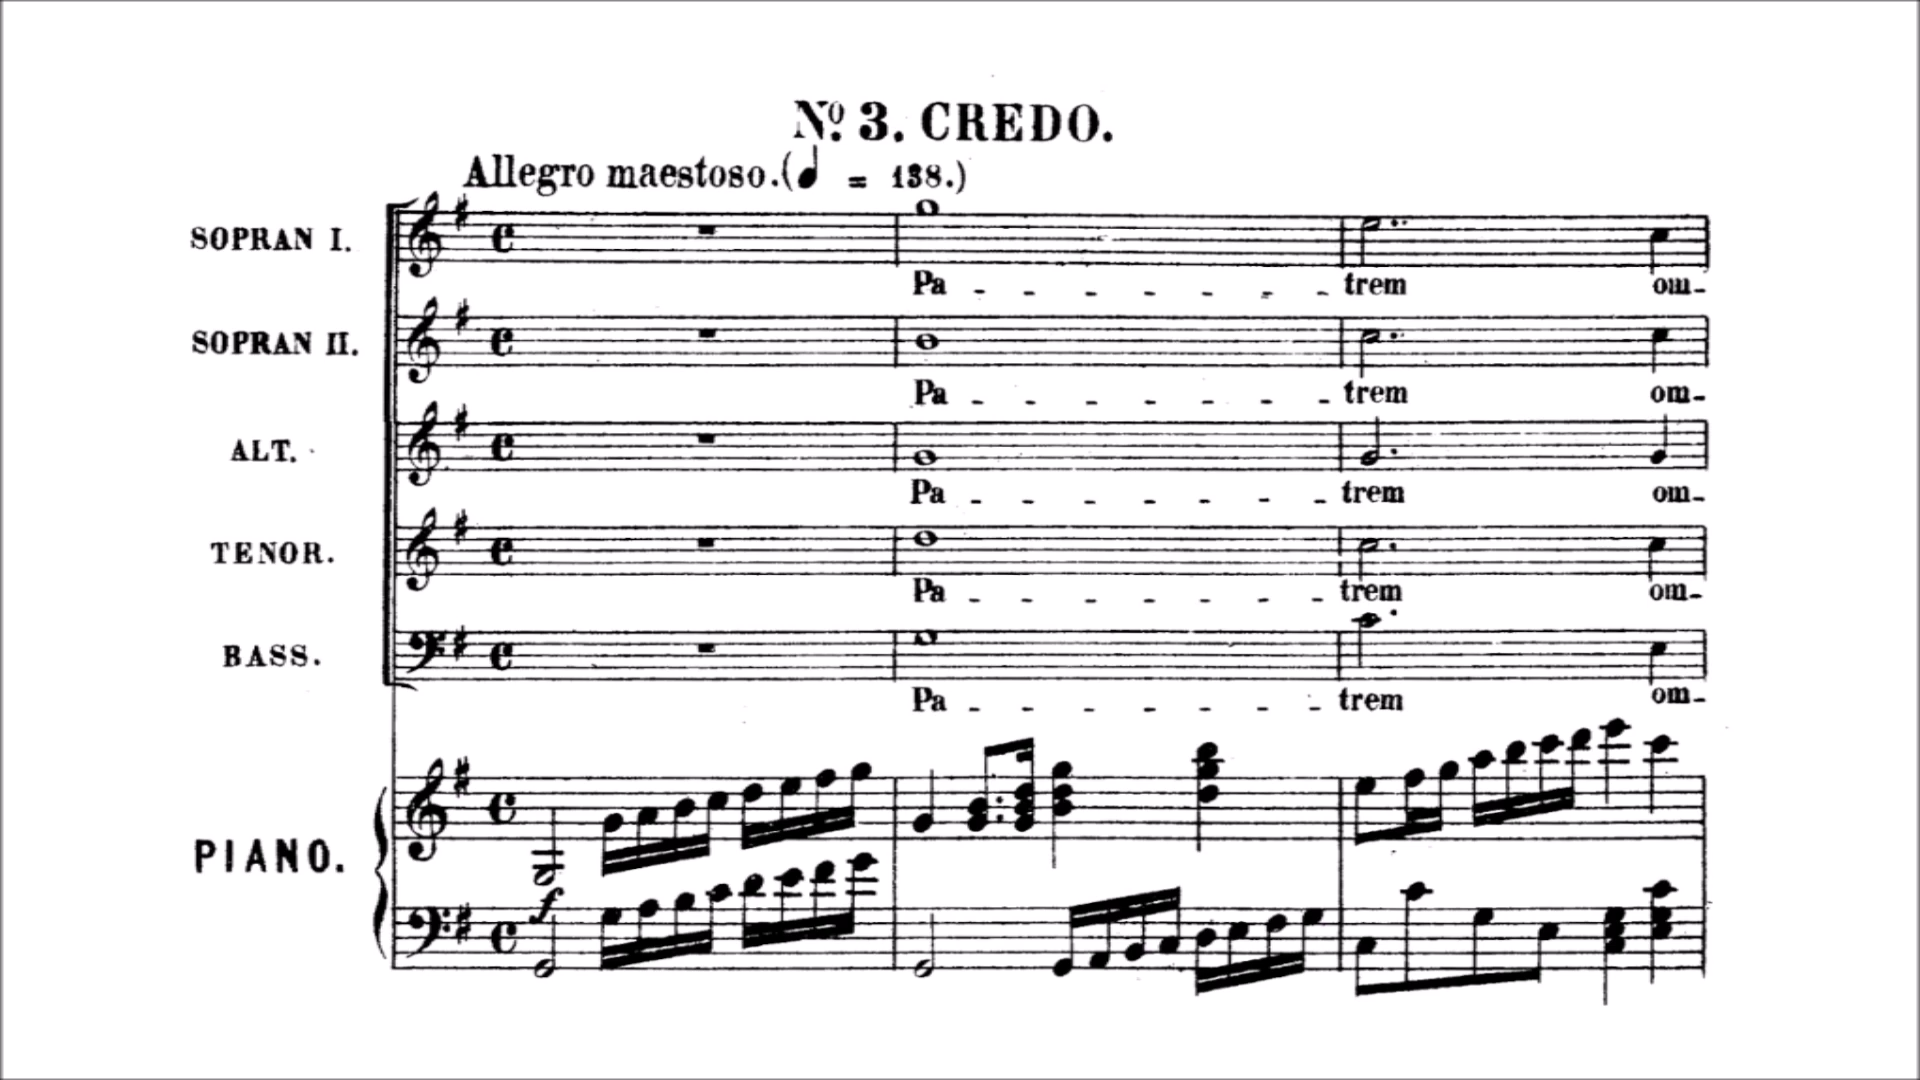 Nº 3. CREDO.
Allegro maestoso. (♩ = 138.)
SOPRAN I.
Pa - - - - - - - trem om-
SOPRAN II.
Pa - - - - - - - trem om-
ALT.
Pa - - - - - - - trem om-
TENOR.
Pa - - - - - - - trem om-
BASS.
Pa - - - - - - - trem om-
PIANO.
f